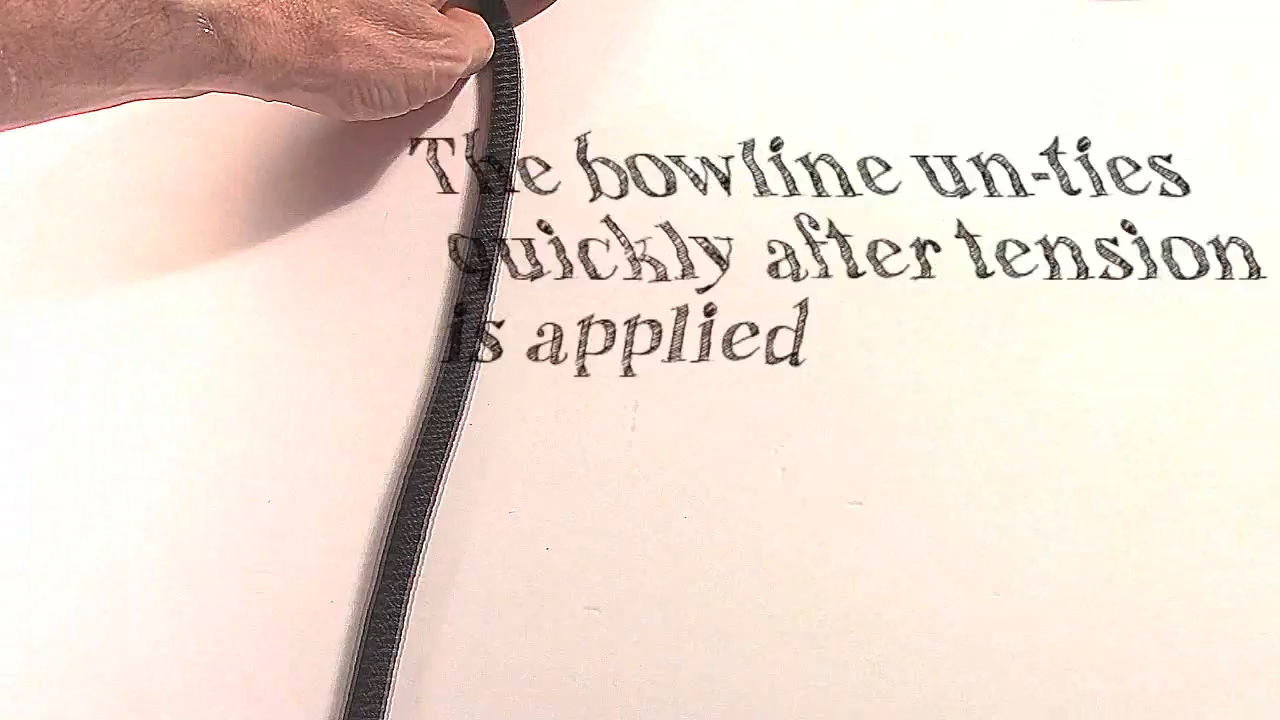 The bowline un-ties
quickly after tension
is applied